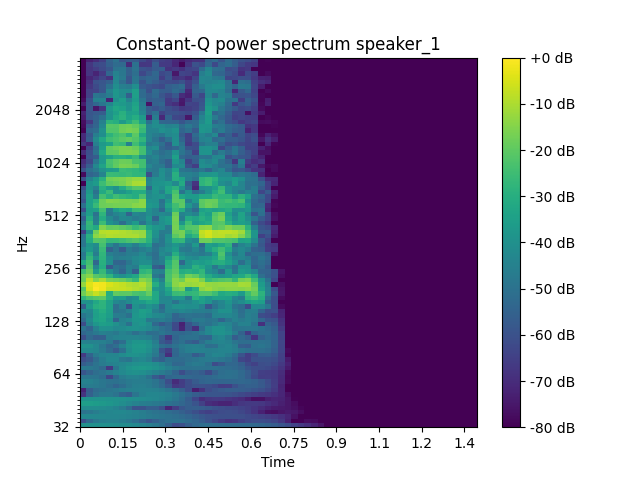 Constant-Q power spectrum speaker_1
+0 dB
2048
-10 dB
1024
-20 dB
512
-30 dB
Hz
-40 dB
256
-50 dB
128
-60 dB
64
-70 dB
32
-80 dB
0 0.15 0.3 0.45 0.6 0.75 0.9 1.1 1.2 1.4
Time